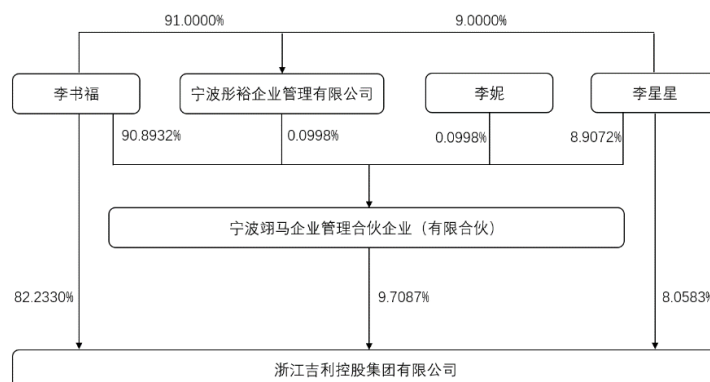 91.0000%
9.0000%
李书福
宁波彤裕企业管理有限公司
李妮
李星星
90.8932%
0.0998%
0.0998%
8.9072%
宁波翊马企业管理合伙企业（有限合伙）
82.2330%
9.7087%
8.0583%
浙江吉利控股集团有限公司